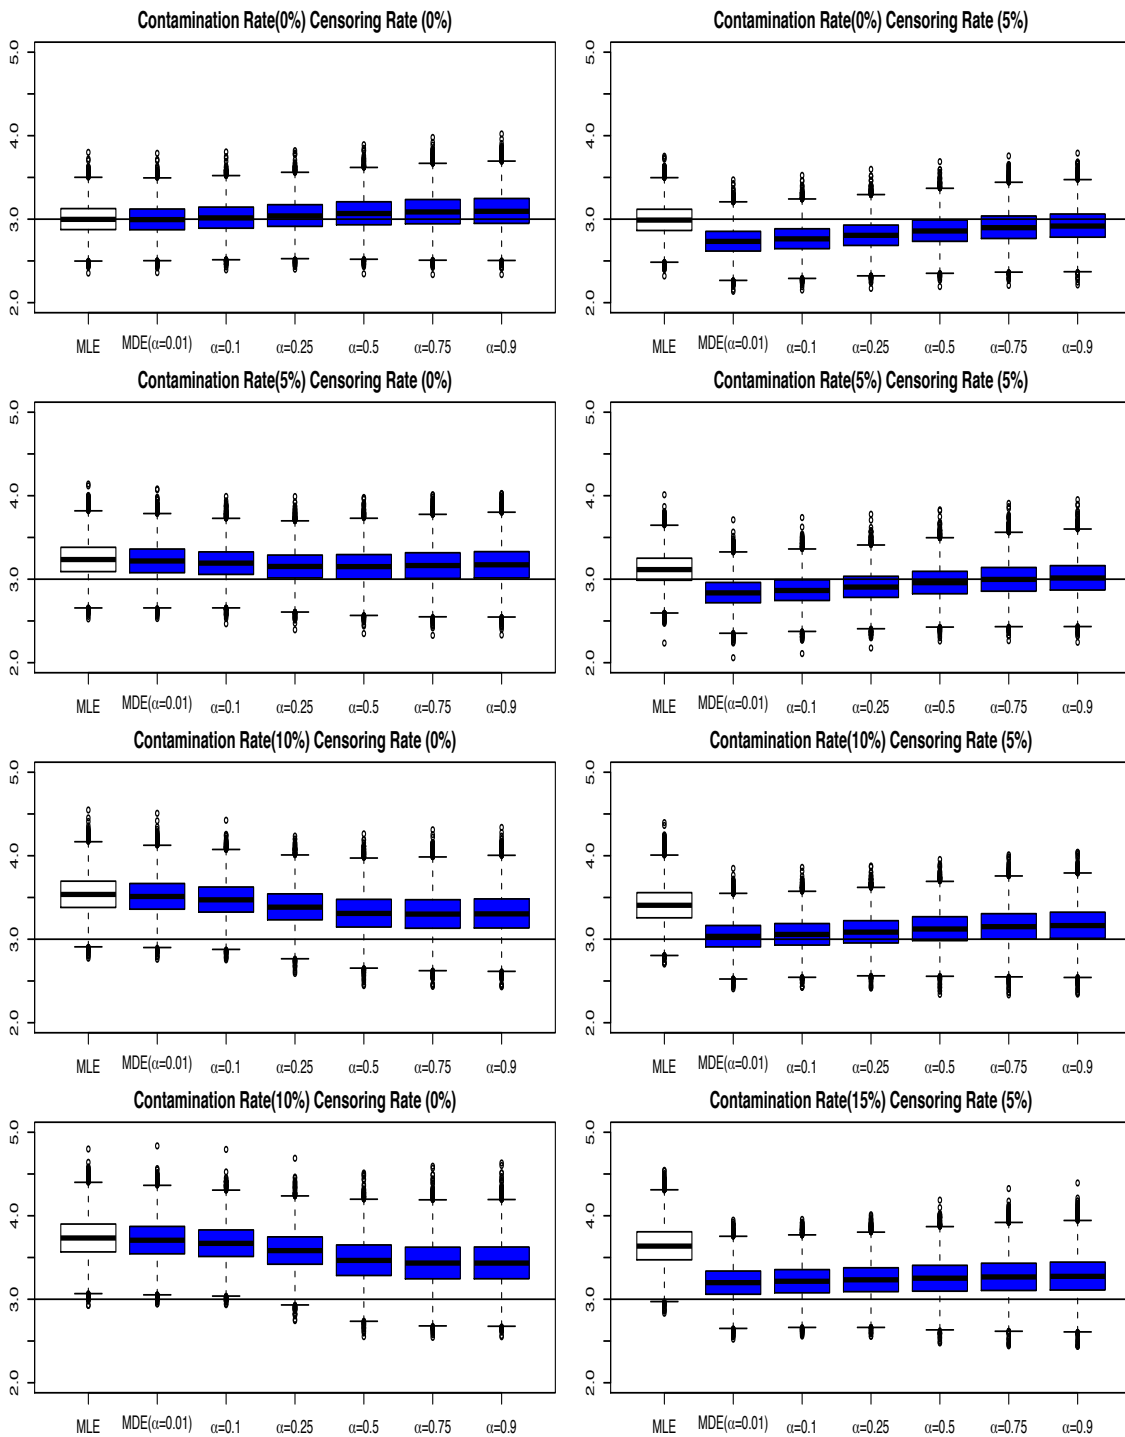 Contamination Rate(0%) Censoring Rate (0%)
5.0
4.0
3.0
2.0
MLE MDE(α=0.01) α=0.1 α=0.25 α=0.5 α=0.75 α=0.9
Contamination Rate(0%) Censoring Rate (5%)
5.0
4.0
3.0
2.0
MLE MDE(α=0.01) α=0.1 α=0.25 α=0.5 α=0.75 α=0.9
Contamination Rate(5%) Censoring Rate (0%)
5.0
4.0
3.0
2.0
MLE MDE(α=0.01) α=0.1 α=0.25 α=0.5 α=0.75 α=0.9
Contamination Rate(5%) Censoring Rate (5%)
5.0
4.0
3.0
2.0
MLE MDE(α=0.01) α=0.1 α=0.25 α=0.5 α=0.75 α=0.9
Contamination Rate(10%) Censoring Rate (0%)
5.0
4.0
3.0
2.0
MLE MDE(α=0.01) α=0.1 α=0.25 α=0.5 α=0.75 α=0.9
Contamination Rate(10%) Censoring Rate (5%)
5.0
4.0
3.0
2.0
MLE MDE(α=0.01) α=0.1 α=0.25 α=0.5 α=0.75 α=0.9
Contamination Rate(10%) Censoring Rate (0%)
5.0
4.0
3.0
2.0
MLE MDE(α=0.01) α=0.1 α=0.25 α=0.5 α=0.75 α=0.9
Contamination Rate(15%) Censoring Rate (5%)
5.0
4.0
3.0
2.0
MLE MDE(α=0.01) α=0.1 α=0.25 α=0.5 α=0.75 α=0.9